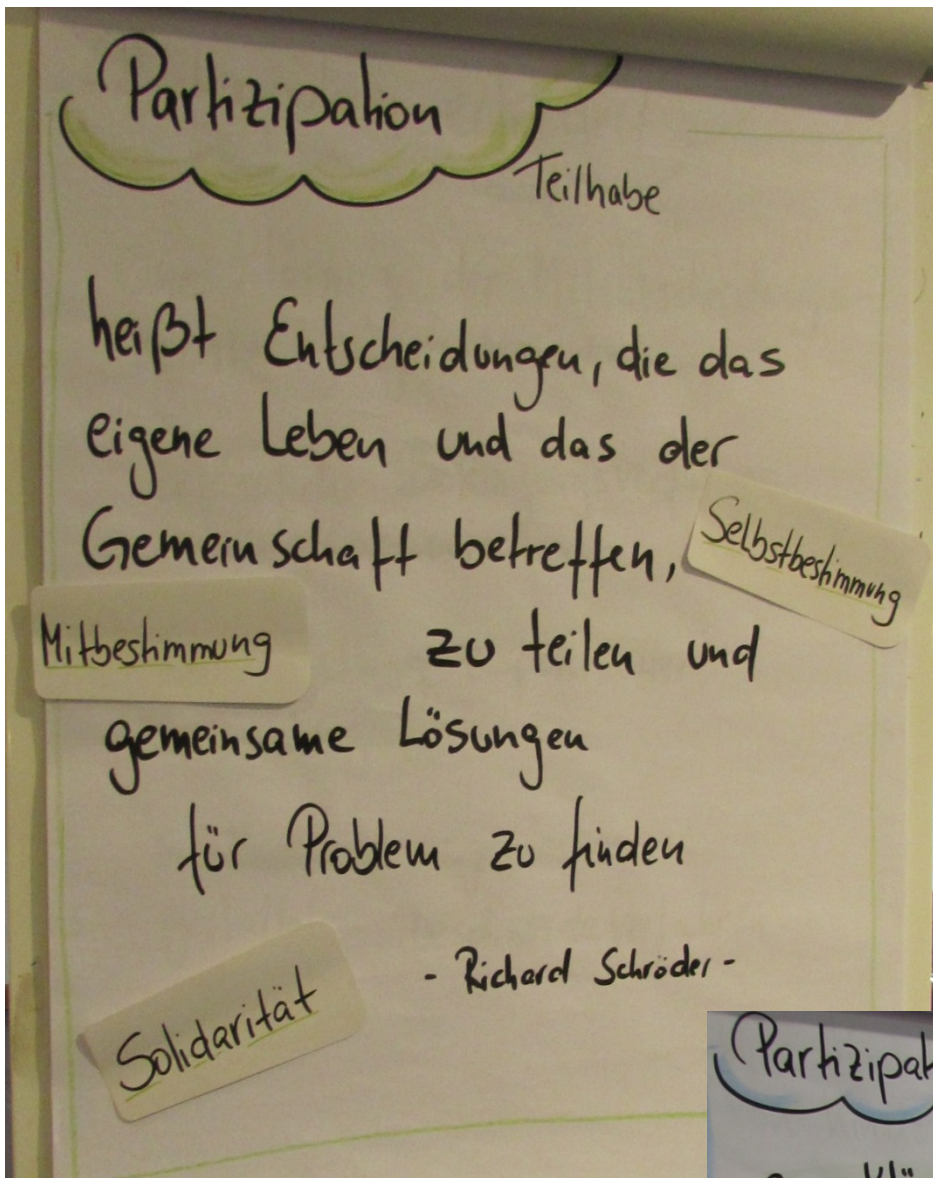 Partizipation
Teilhabe
heißt Entscheidungen, die das
eigene Leben und das der
Gemeinschaft betreffen,
Selbstbestimmung
Mitbestimmung
zu teilen und
gemeinsame Lösungen
für Problem zu finden
- Richard Schröder -
Solidarität
Partizipat